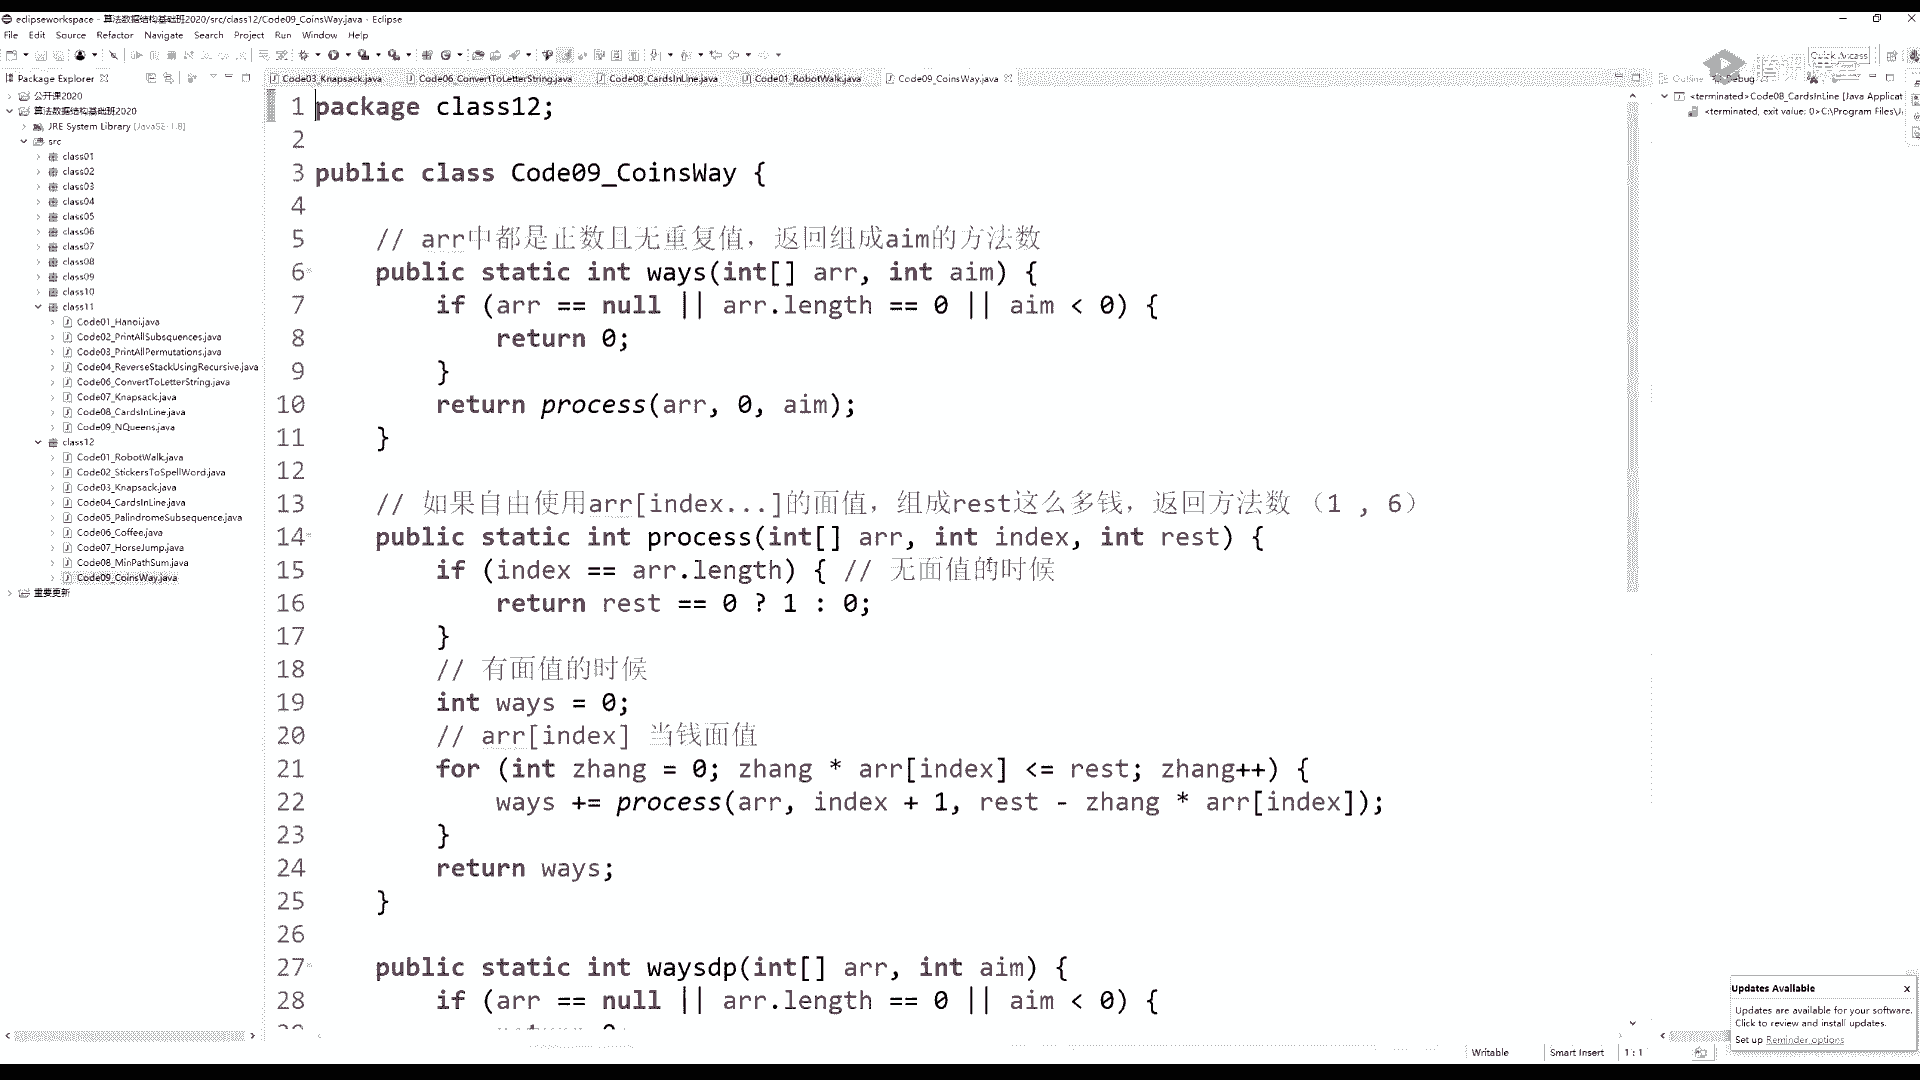 eclipseworkspace - 算法数据结构基础班2020/src/class12/Code09_CoinsWay.java - Eclipse
File Edit Source Refactor Navigate Search Project Run Window Help
Quick Access
Package Explorer
公开课2020
算法数据结构基础班2020
JRE System Library [JavaSE-1.8]
src
class01
class02
class03
class04
class05
class06
class07
class08
class09
class10
class11
Code01_Hanoi.java
Code02_PrintAllSubsquences.java
Code03_PrintAllPermutations.java
Code04_ReverseStackUsingRecursive.java
Code06_ConvertToLetterString.java
Code07_Knapsack.java
Code08_CardsInLine.java
Code09_NQueens.java
class12
Code01_RobotWalk.java
Code02_StickersToSpellWord.java
Code03_Knapsack.java
Code04_CardsInLine.java
Code05_PalindromeSubsequence.java
Code06_Coffee.java
Code07_HorseJump.java
Code08_MinPathSum.java
Code09_CoinsWay.java
重要更新
Code03_Knapsack.java Code06_ConvertToLetterString.java Code08_CardsInLine.java Code01_RobotWalk.java Code09_CoinsWay.java
1 package class12;
2
3 public class Code09_CoinsWay {
4
5 // arr中都是正数且无重复值，返回组成aim的方法数
6 public static int ways(int[] arr, int aim) {
7 if (arr == null || arr.length == 0 || aim < 0) {
8 return 0;
9 }
10 return process(arr, 0, aim);
11 }
12
13 // 如果自由使用arr[index...]的面值，组成rest这么多钱，返回方法数 （1 , 6）
14 public static int process(int[] arr, int index, int rest) {
15 if (index == arr.length) { // 无面值的时候
16 return rest == 0 ? 1 : 0;
17 }
18 // 有面值的时候
19 int ways = 0;
20 // arr[index] 当钱面值
21 for (int zhang = 0; zhang * arr[index] <= rest; zhang++) {
22 ways += process(arr, index + 1, rest - zhang * arr[index]);
23 }
24 return ways;
25 }
26
27 public static int waysdp(int[] arr, int aim) {
28 if (arr == null || arr.length == 0 || aim < 0) {
Outline Debug
腾讯课堂
<terminated>Code08_CardsInLine [Java Applicat
<terminated, exit value: 0>C:\Program Files\J
Updates Available
Updates are available for your software.
Click to review and install updates.
Set up Reminder options
Writable Smart Insert 1 : 1